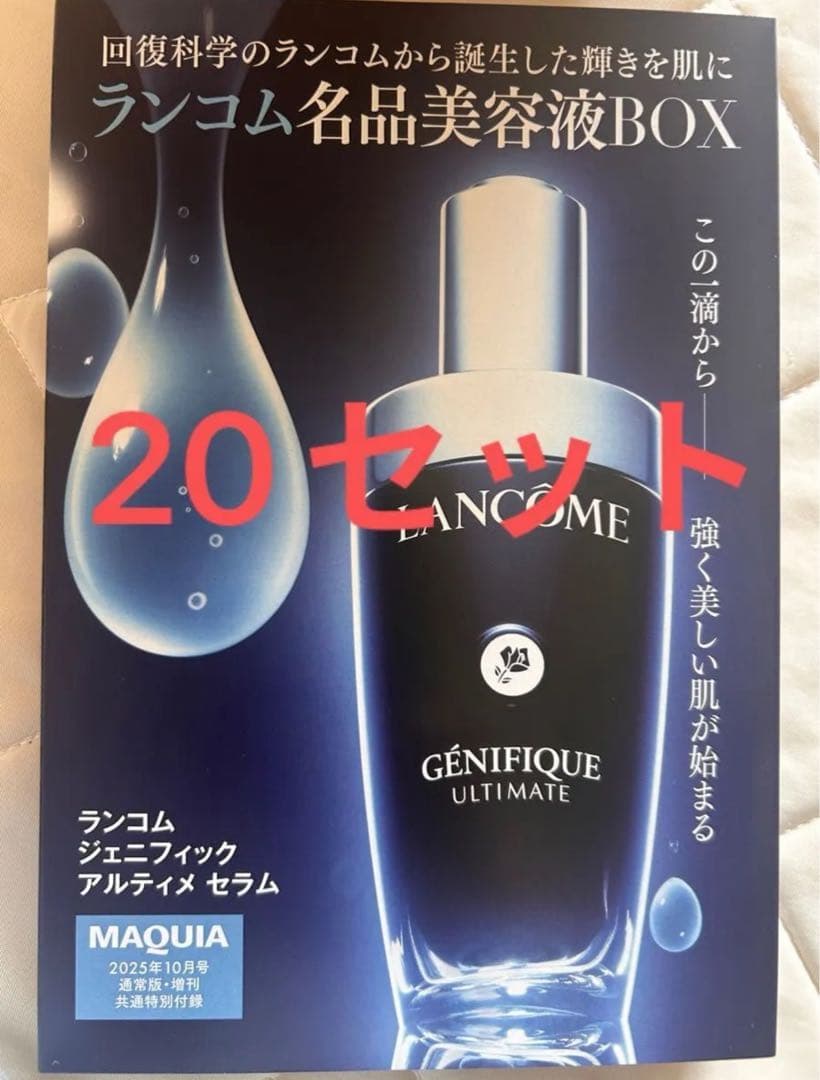 回復科学のランコムから誕生した輝きを肌に
ランコム名品美容液BOX
この一滴から――強く美しい肌が始まる
20セット
LANCÔME
GÉNIFIQUE
ULTIMATE
ランコム
ジェニフィック
アルティメ セラム
MAQUIA
2025年10月号
通常版・増刊
共通特別付録